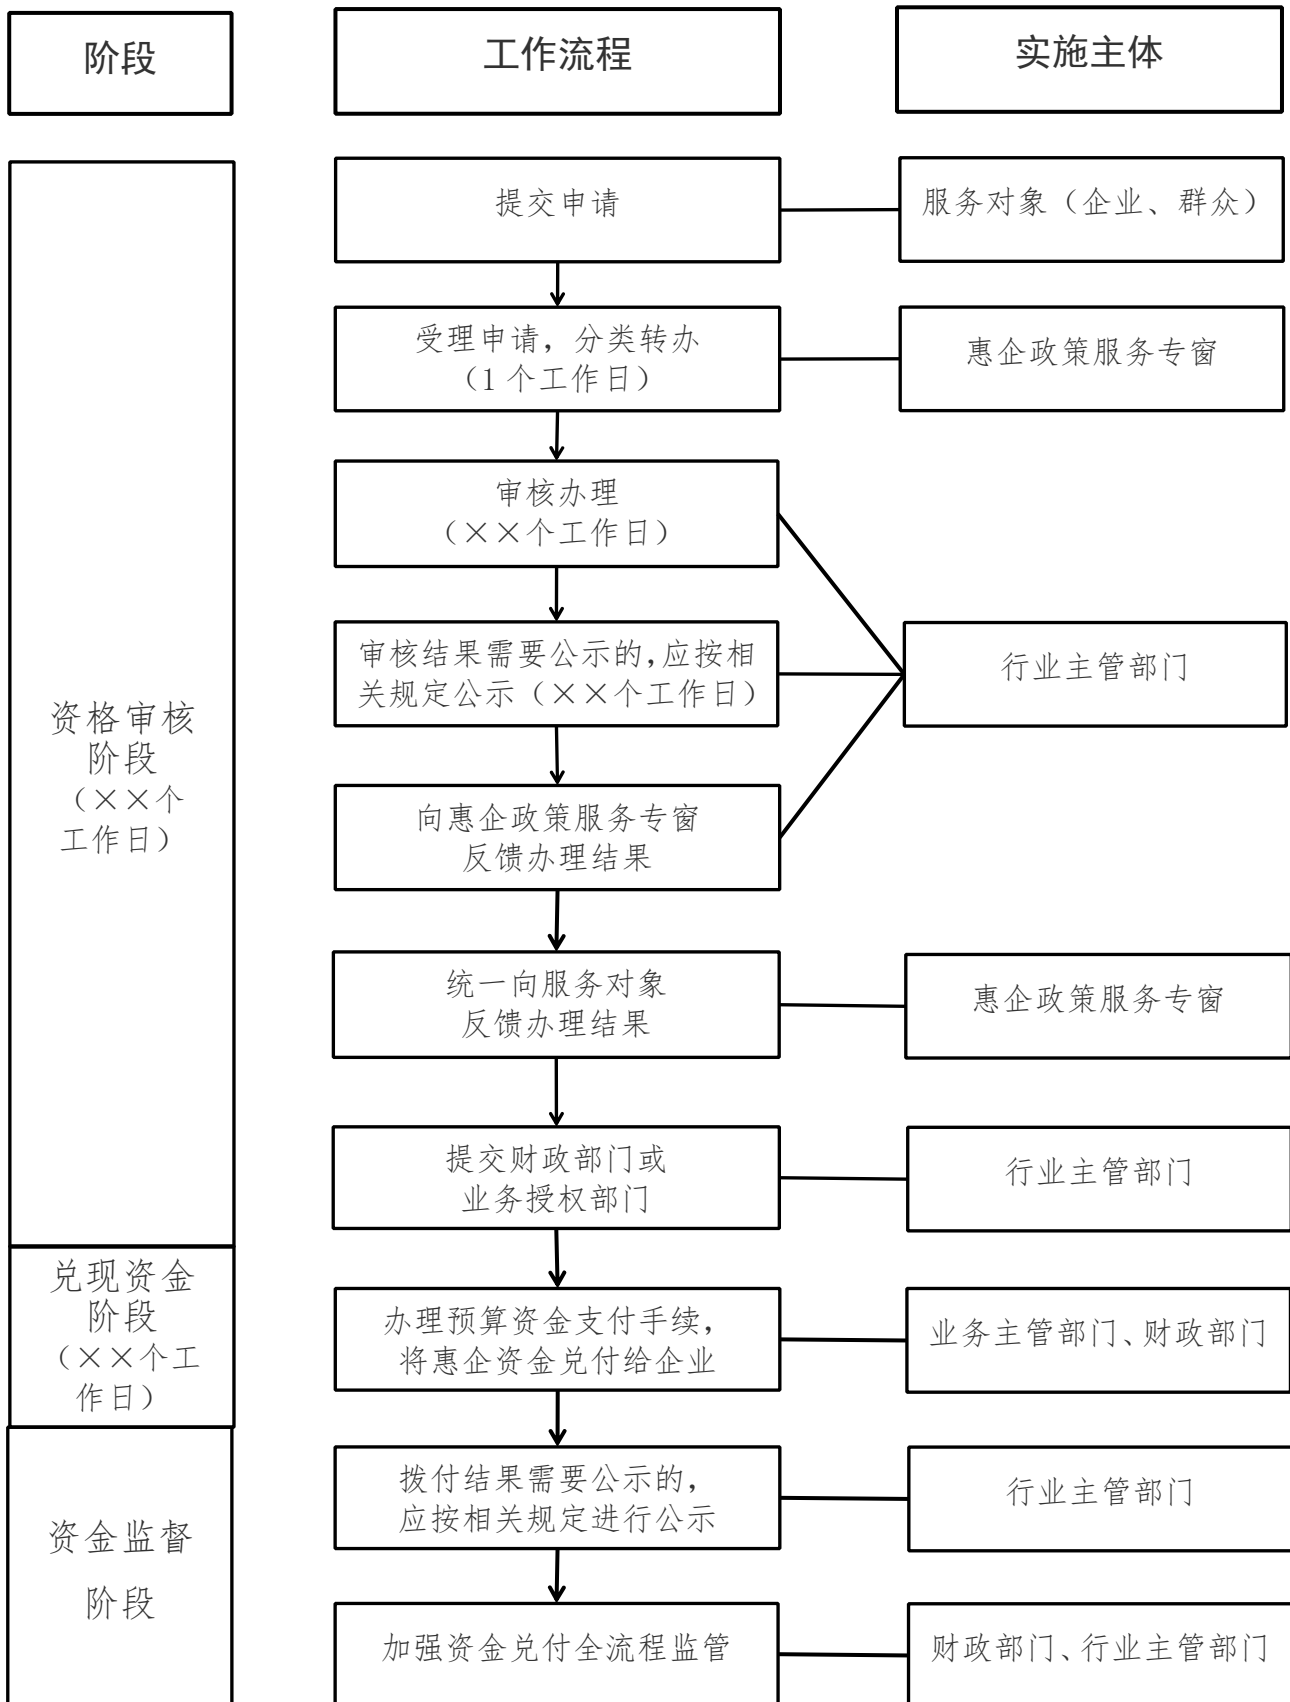 阶段
工作流程
实施主体
提交申请
服务对象（企业、群众）
受理申请，分类转办
（1个工作日）
惠企政策服务专窗
审核办理
（××个工作日）
审核结果需要公示的，应按相
关规定公示（××个工作日）
行业主管部门
向惠企政策服务专窗
反馈办理结果
资格审核
阶段
（××个
工作日）
统一向服务对象
反馈办理结果
惠企政策服务专窗
提交财政部门或
业务授权部门
行业主管部门
兑现资金
阶段
（××个工
作日）
办理预算资金支付手续，
将惠企资金兑付给企业
业务主管部门、财政部门
资金监督
阶段
拨付结果需要公示的，
应按相关规定进行公示
行业主管部门
加强资金兑付全流程监管
财政部门、行业主管部门